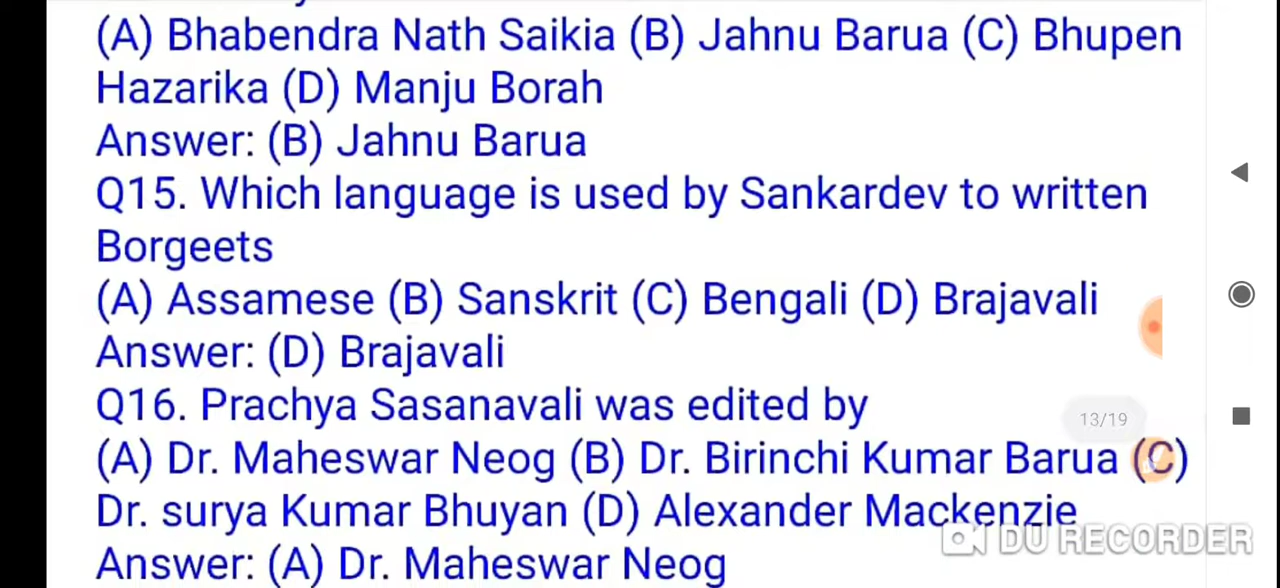 (A) Bhabendra Nath Saikia (B) Jahnu Barua (C) Bhupen
Hazarika (D) Manju Borah
Answer: (B) Jahnu Barua
Q15. Which language is used by Sankardev to written
Borgeets
(A) Assamese (B) Sanskrit (C) Bengali (D) Brajavali
Answer: (D) Brajavali
Q16. Prachya Sasanavali was edited by
13/19
(A) Dr. Maheswar Neog (B) Dr. Birinchi Kumar Barua (C)
Dr. surya Kumar Bhuyan (D) Alexander Mackenzie
DU RECORDER
Answer: (A) Dr. Maheswar Neog